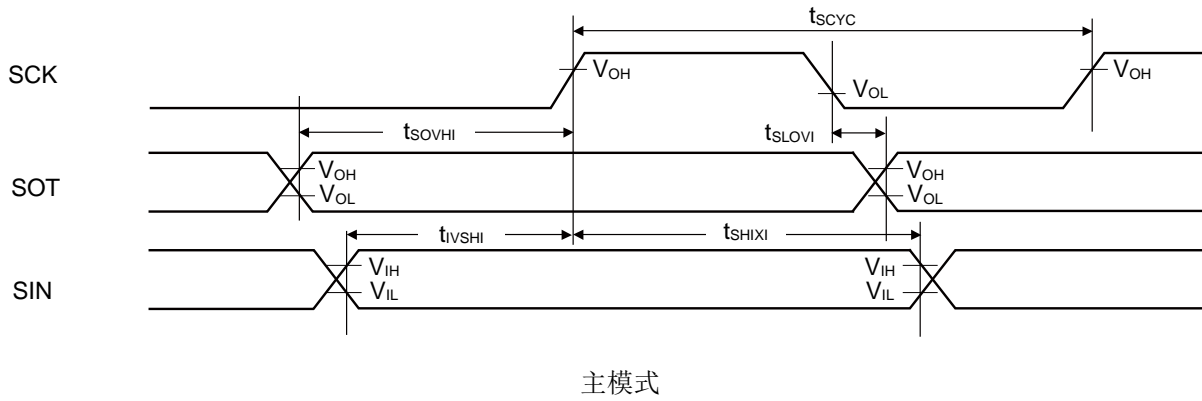 tSCYC
SCK
VOH
VOL
VOH
tSOVHI
tSLOVI
SOT
VOH
VOL
VOH
VOL
tIVSHI
tSHIXI
SIN
VIH
VIL
VIH
VIL
主模式